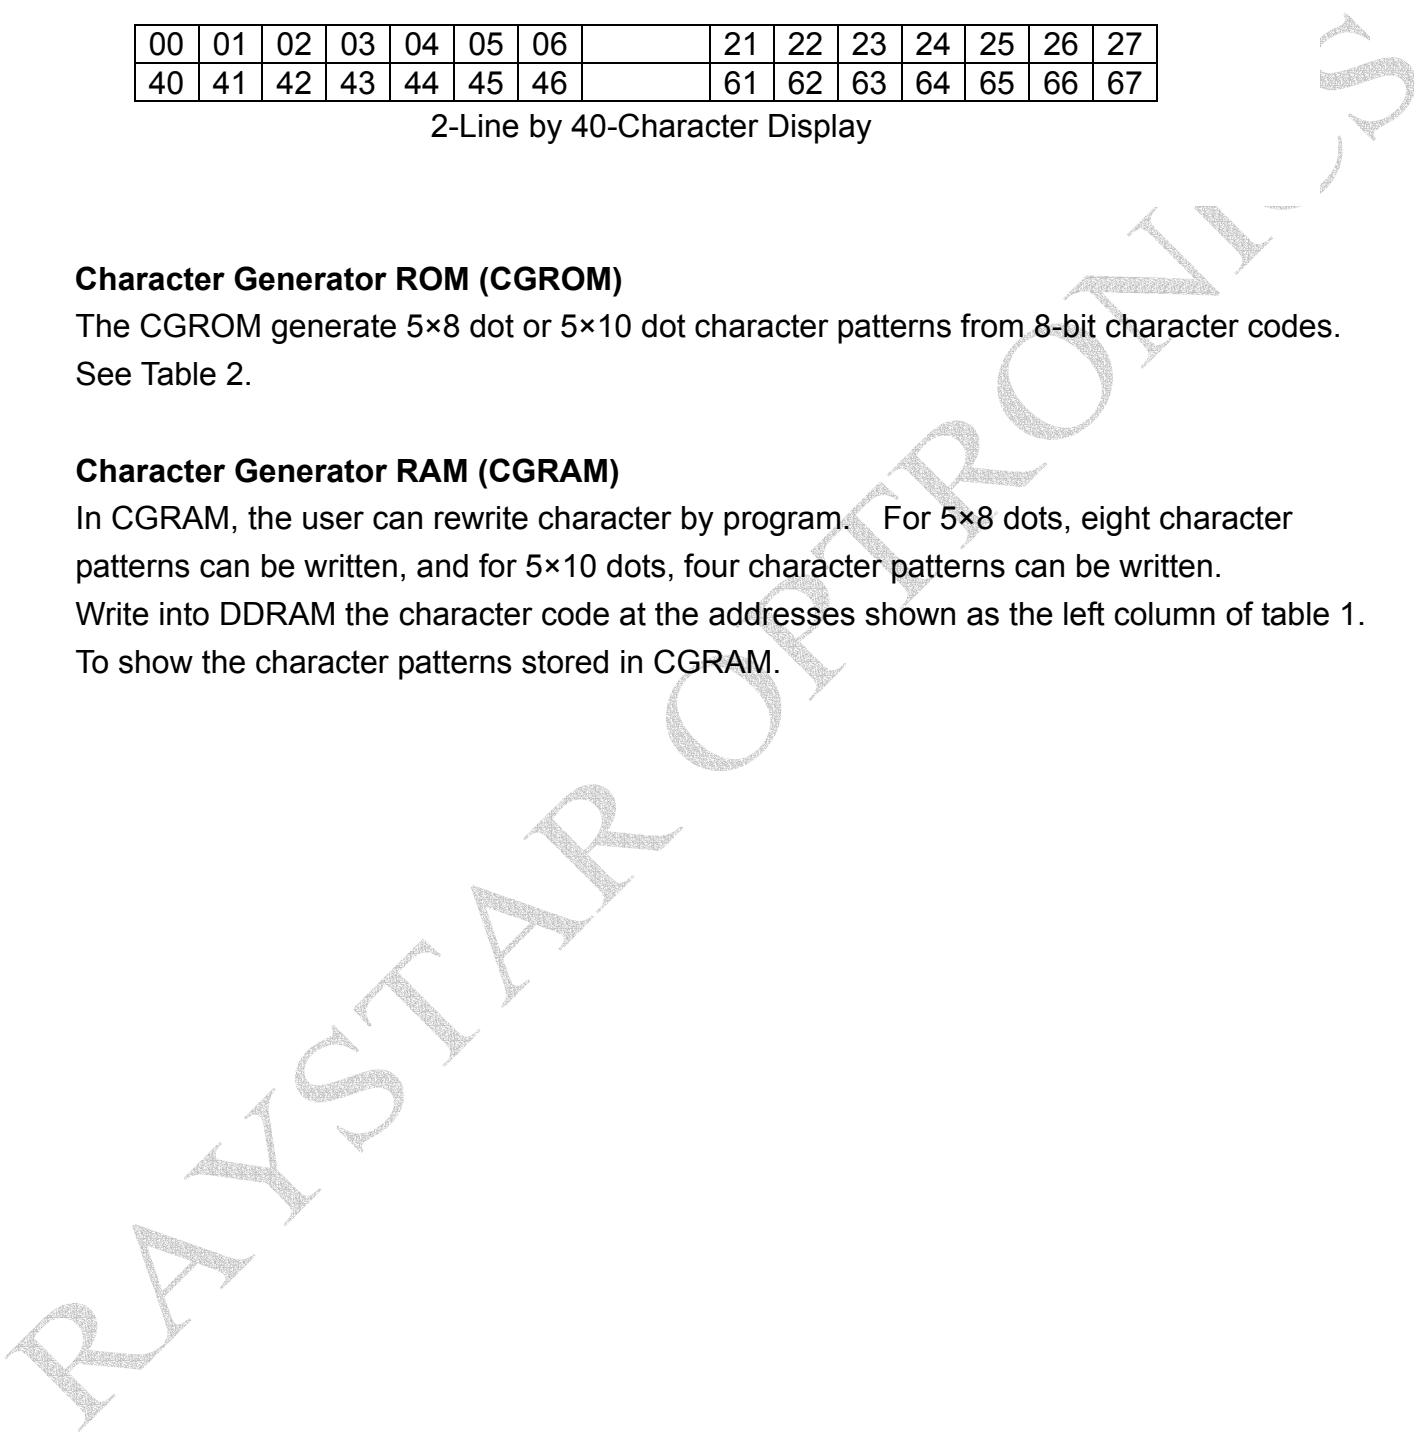 00 01 02 03 04 05 06 21 22 23 24 25 26 27
40 41 42 43 44 45 46 61 62 63 64 65 66 67
2-Line by 40-Character Display
Character Generator ROM (CGROM)
The CGROM generate 5×8 dot or 5×10 dot character patterns from 8-bit character codes.
See Table 2.
Character Generator RAM (CGRAM)
In CGRAM, the user can rewrite character by program. For 5×8 dots, eight character
patterns can be written, and for 5×10 dots, four character patterns can be written.
Write into DDRAM the character code at the addresses shown as the left column of table 1.
To show the character patterns stored in CGRAM.
RAYSTAR OPTRONICS